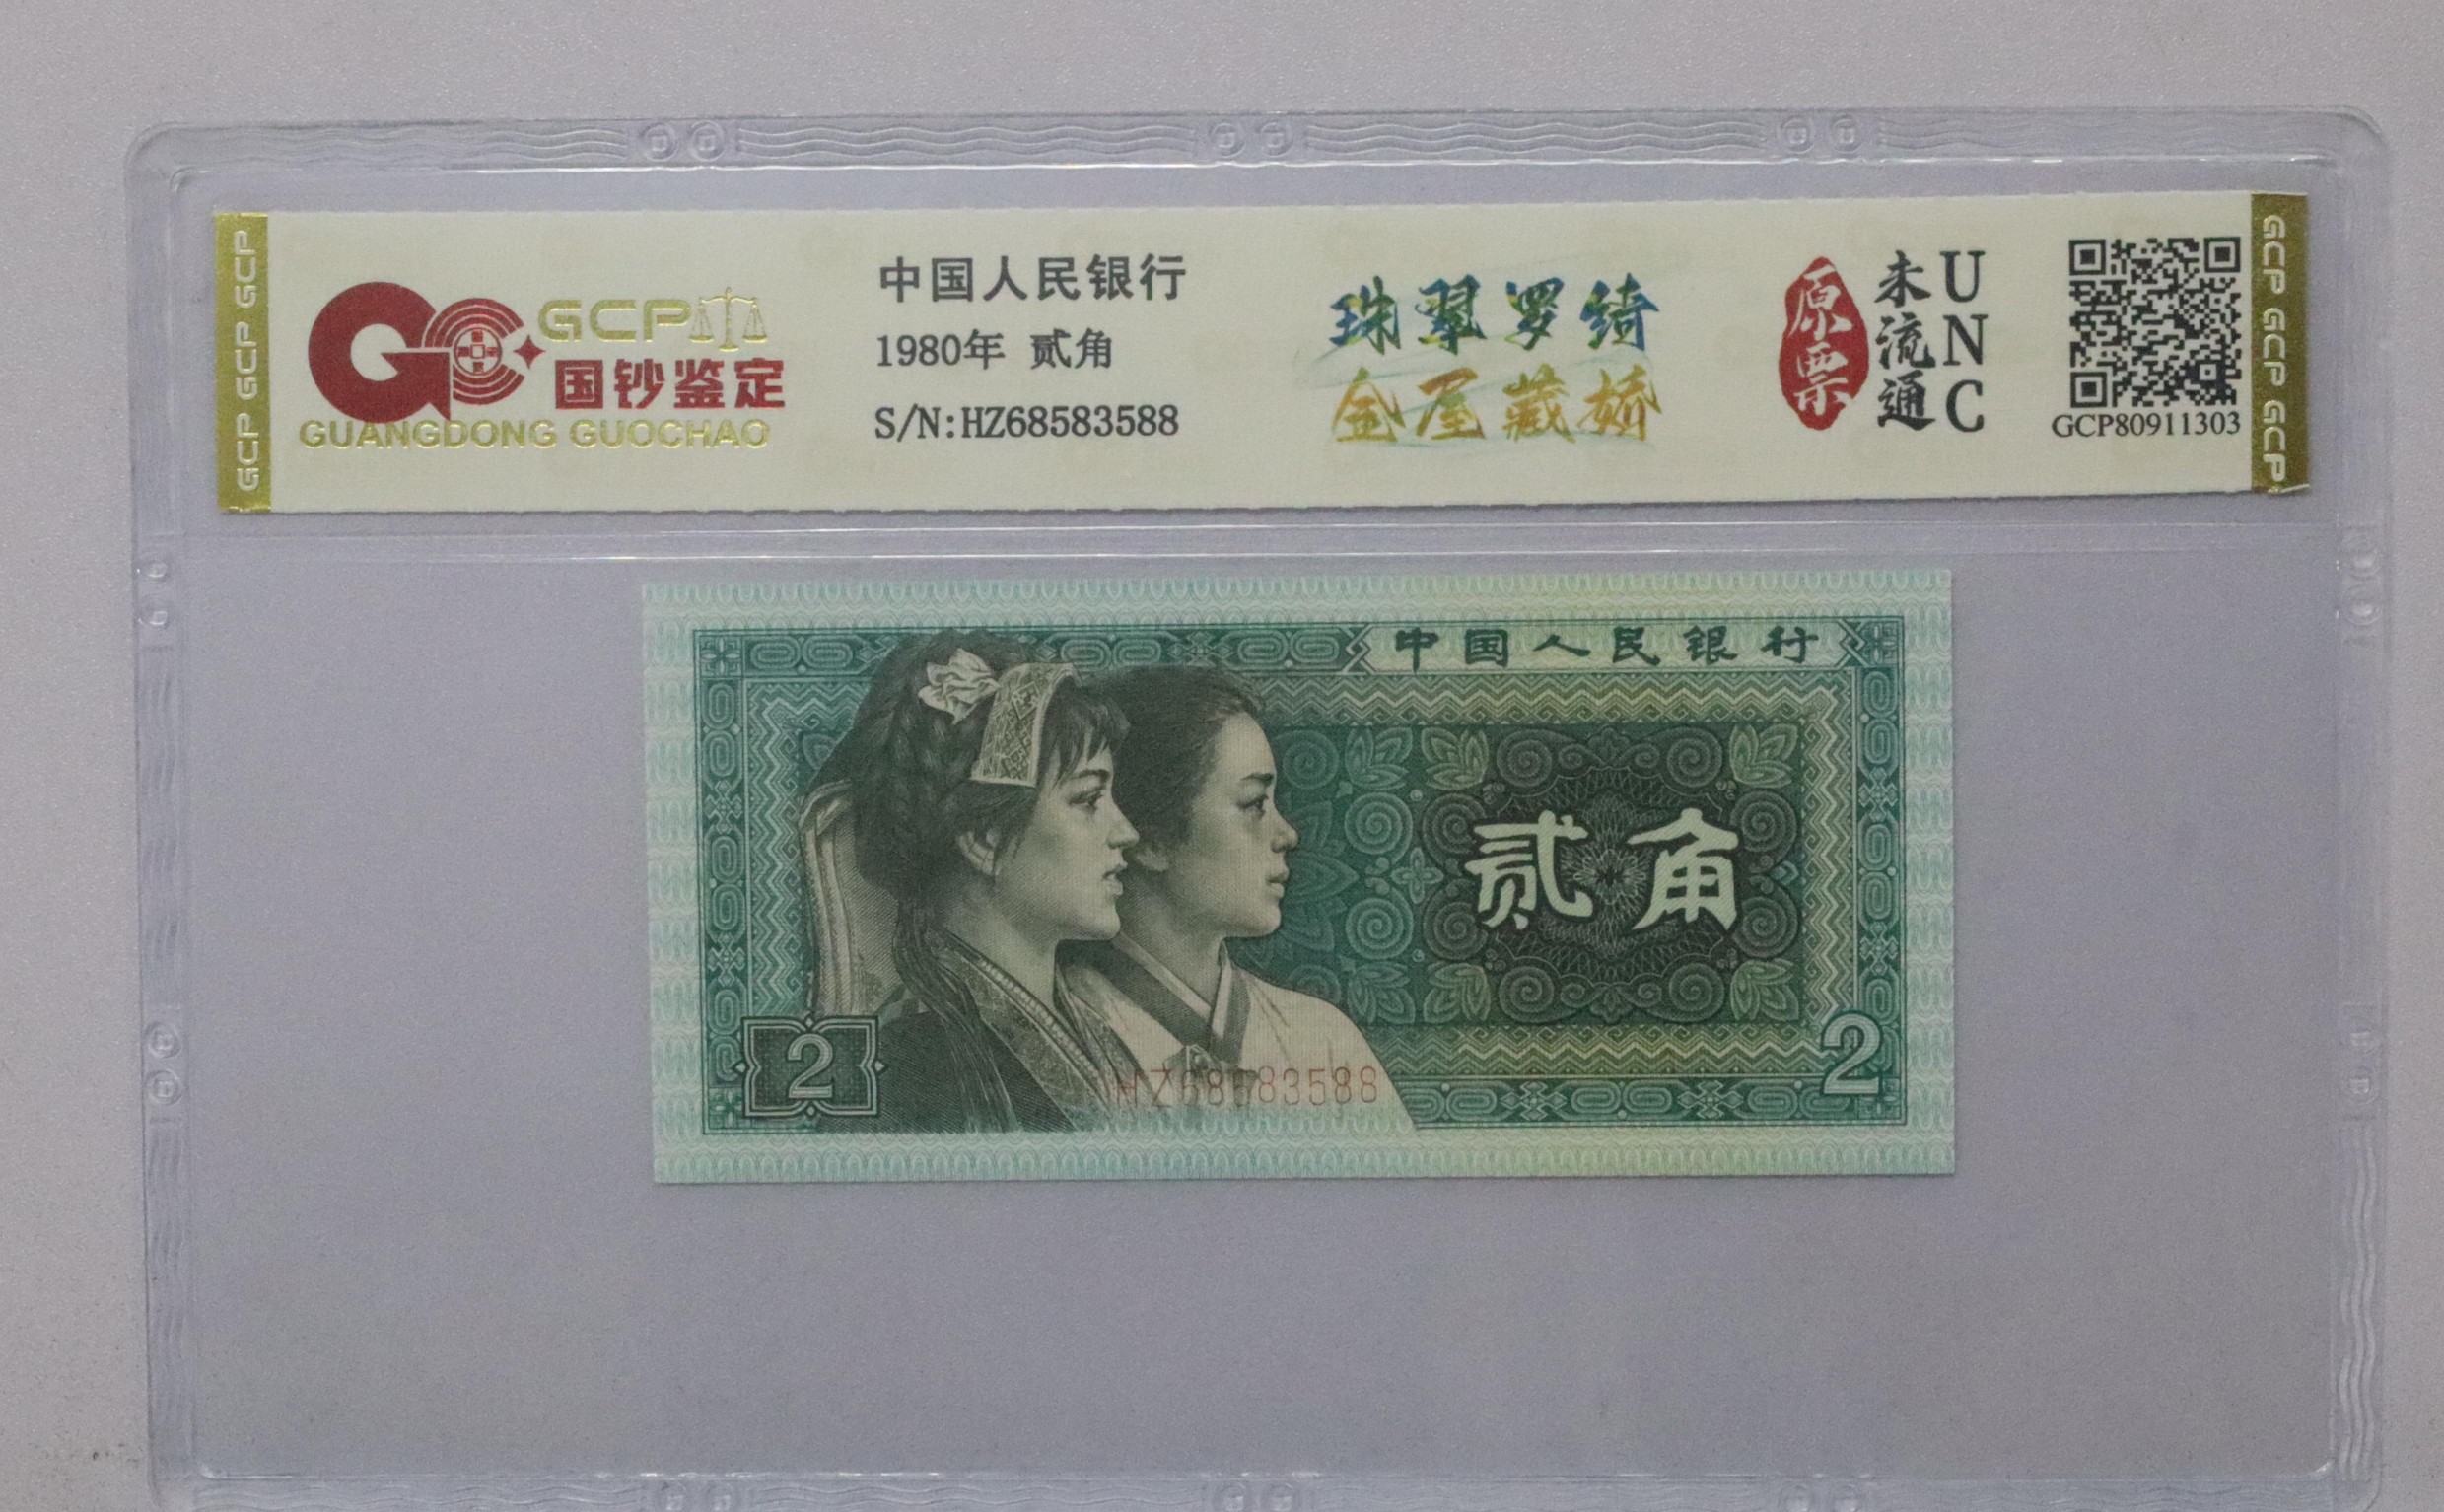 GCP GCP GCP
GCP
国钞鉴定
GUANGDONG GUOCHAO
中国人民银行
1980年 贰角
S/N:HZ68583588
珠翠罗绮
金屋藏娇
原票
未流通
UNC
GCP80911303
GCP GCP GCP
中国人民银行
贰角
2
HZ68583588
2